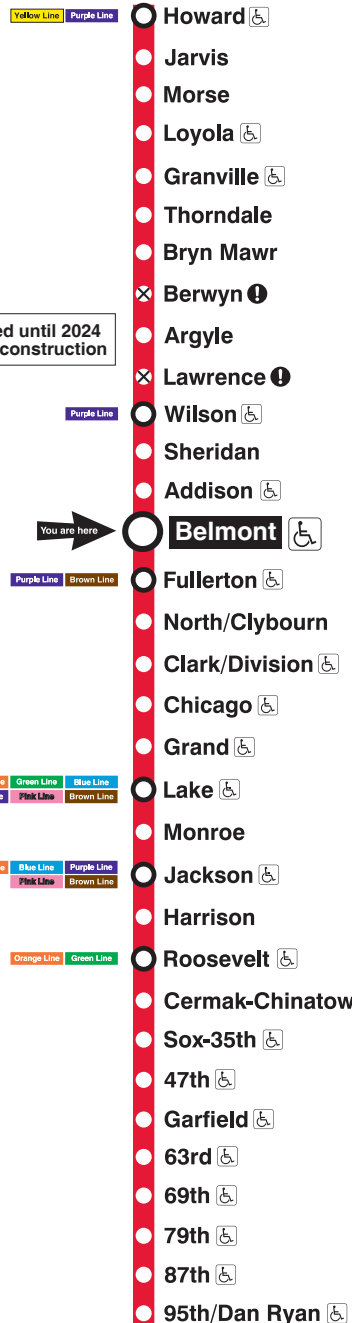 Yellow Line Purple Line Howard
Jarvis
Morse
Loyola
Granville
Thorndale
Bryn Mawr
Berwyn
until 2024
construction
Argyle
Lawrence
Purple Line Wilson
Sheridan
Addison
You are here Belmont
Purple Line Brown Line Fullerton
North/Clybourn
Clark/Division
Chicago
Grand
Green Line Blue Line
Pink Line Brown Line
Lake
Monroe
Blue Line Purple Line
Pink Line Brown Line
Jackson
Harrison
Orange Line Green Line Roosevelt
Cermak-Chinatow
Sox-35th
47th
Garfield
63rd
69th
79th
87th
95th/Dan Ryan